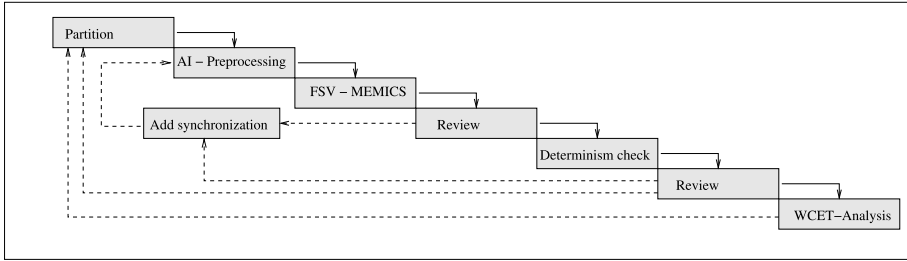 Partition
AI – Preprocessing
FSV – MEMICS
Add synchronization
Review
Determinism check
Review
WCET–Analysis